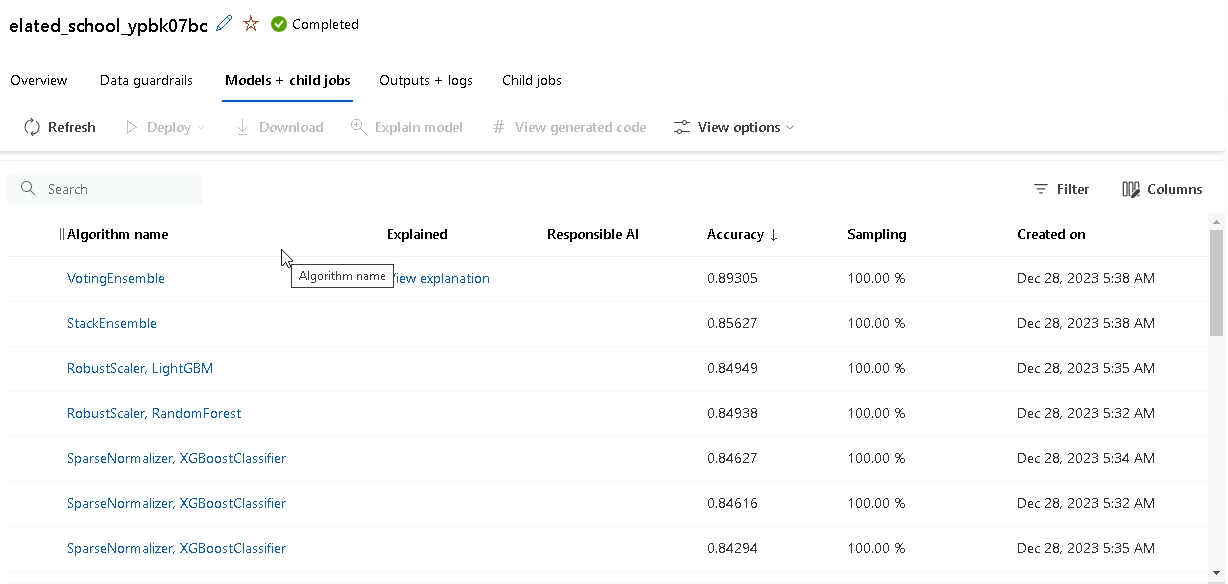 elated_school_ypbk07bc Completed
Overview Data guardrails Models + child jobs Outputs + logs Child jobs
Refresh Deploy Download Explain model # View generated code View options
Search Filter Columns
Algorithm name Explained Responsible AI Accuracy ↓ Sampling Created on
Algorithm name
VotingEnsemble View explanation 0.89305 100.00 % Dec 28, 2023 5:38 AM
StackEnsemble 0.85627 100.00 % Dec 28, 2023 5:38 AM
RobustScaler, LightGBM 0.84949 100.00 % Dec 28, 2023 5:35 AM
RobustScaler, RandomForest 0.84938 100.00 % Dec 28, 2023 5:32 AM
SparseNormalizer, XGBoostClassifier 0.84627 100.00 % Dec 28, 2023 5:34 AM
SparseNormalizer, XGBoostClassifier 0.84616 100.00 % Dec 28, 2023 5:32 AM
SparseNormalizer, XGBoostClassifier 0.84294 100.00 % Dec 28, 2023 5:35 AM